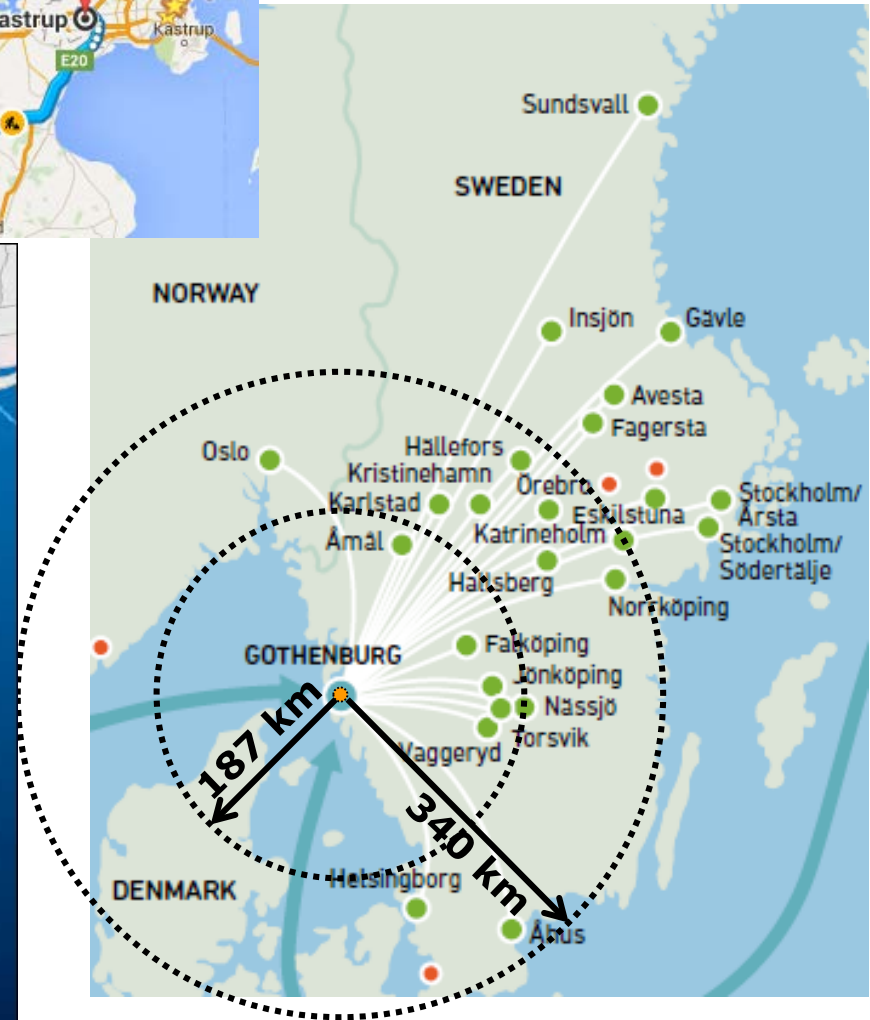 astrup
Kastrup
E20
Sundsvall
SWEDEN
NORWAY
Insjön
Gävle
Avesta
Fagersta
Oslo
Hällefors
Kristinehamn
Örebro
Karlstad
Eskilstuna
Stockholm/
Årsta
Katrineholm
Åmål
Stockholm/
Södertälje
Hallsberg
Norrköping
Falköping
GOTHENBURG
Jönköping
Nässjö
Torsvik
Vaggeryd
187 km
340 km
Helsingborg
DENMARK
Åhus